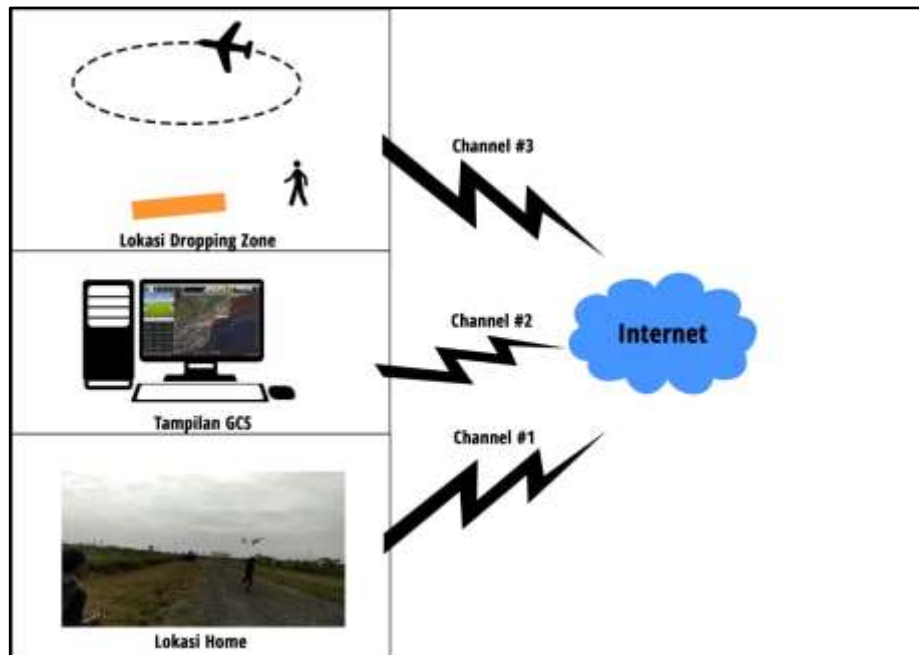 Channel #3
Lokasi Dropping Zone
Channel #2
Internet
Tampilan GCS
Channel #1
Lokasi Home